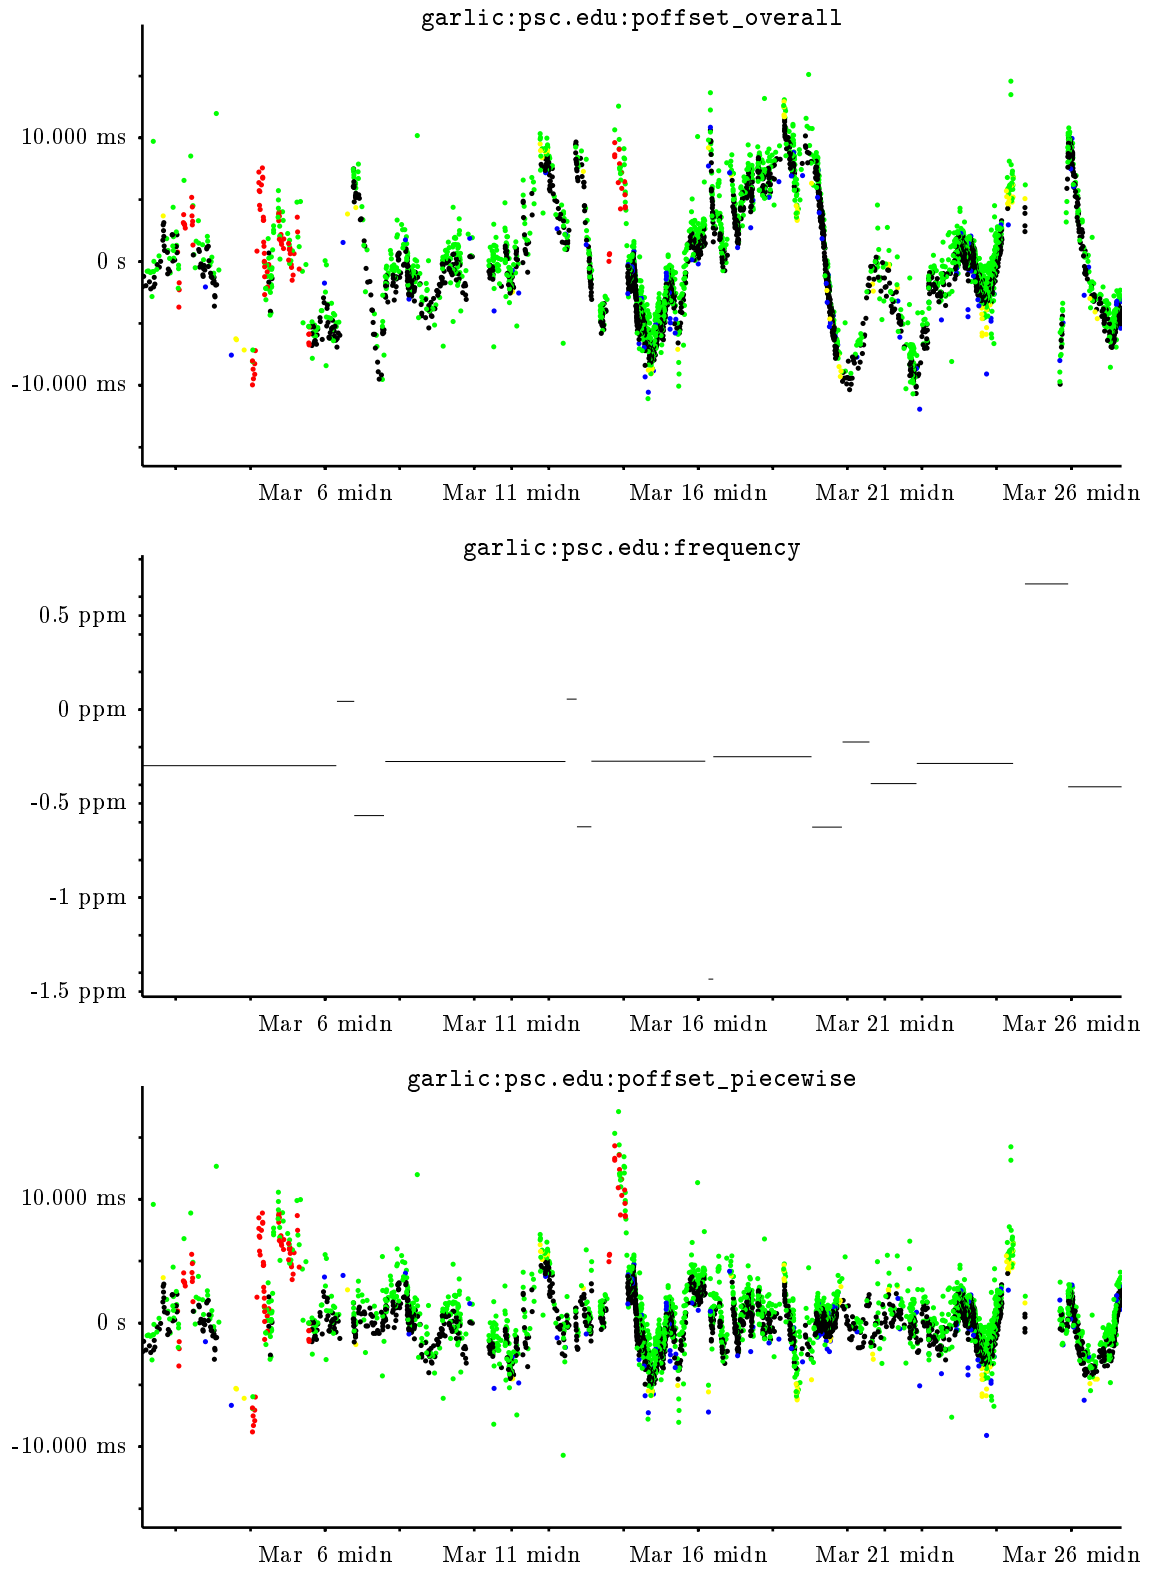 garlic:psc.edu:poffset_overall
10.000 ms
0 s
-10.000 ms
Mar  6 midn Mar 11 midn Mar 16 midn Mar 21 midn Mar 26 midn
garlic:psc.edu:frequency
0.5 ppm
0 ppm
-0.5 ppm
-1 ppm
-1.5 ppm
Mar  6 midn Mar 11 midn Mar 16 midn Mar 21 midn Mar 26 midn
garlic:psc.edu:poffset_piecewise
10.000 ms
0 s
-10.000 ms
Mar  6 midn Mar 11 midn Mar 16 midn Mar 21 midn Mar 26 midn